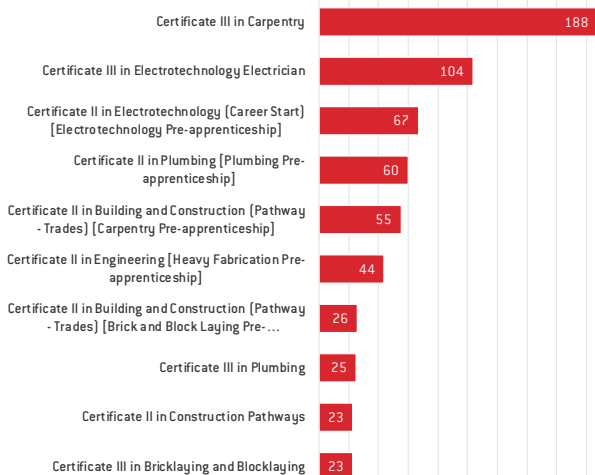 Certificate III in Carpentry
188
Certificate III in Electrotechnology Electrician
104
Certificate II in Electrotechnology (Career Start)
[Electrotechnology Pre-apprenticeship]
67
Certificate II in Plumbing [Plumbing Pre-
apprenticeship]
60
Certificate II in Building and Construction (Pathway
- Trades) [Carpentry Pre-apprenticeship]
55
Certificate II in Engineering [Heavy Fabrication Pre-
apprenticeship]
44
Certificate II in Building and Construction (Pathway
- Trades) [Brick and Block Laying Pre-...
26
Certificate III in Plumbing
25
Certificate II in Construction Pathways
23
Certificate III in Bricklaying and Blocklaying
23